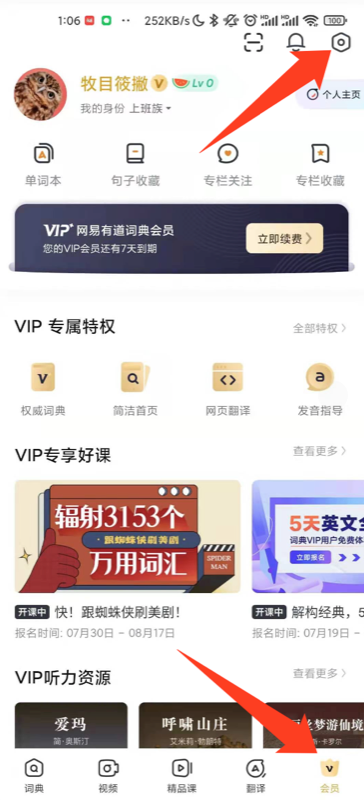 1:06 252KB/s 100
牧目筱撇 V Lv 0
我的身份 上班族
个人主页
单词本 句子收藏 专栏关注 专栏收藏
VIP 网易有道词典会员
您的VIP会员还有7天到期
立即续费
VIP 专属特权 全部特权
权威词典 简洁首页 网页翻译 发音指导
VIP专享好课 查看更多
辐射3153个
跟蜘蛛侠刷美剧
万用词汇
SPIDER
MAN
5天英文全
词典VIP用户免费体
立即报名
开课中 快！跟蜘蛛侠刷美剧！
报名时间: 07月30日 - 08月17日
开课中 解构经典，5
报名时间: 07月19日 -
VIP听力资源 查看更多
爱玛
简·奥斯汀
呼啸山庄
艾米莉·勃朗特
丝梦游仙境
斯·卡罗尔
词典 视频 精品课 翻译 会员